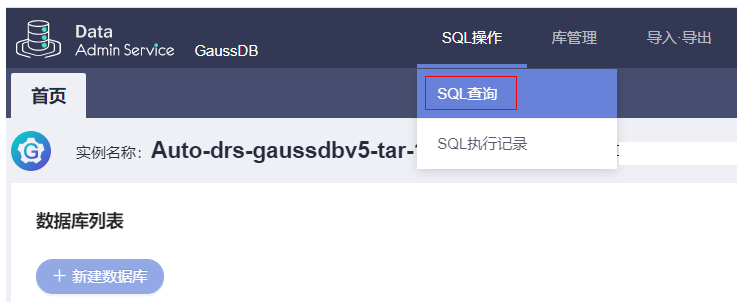 Data
Admin Service GaussDB SQL操作 库管理 导入·导出
首页 SQL查询
SQL执行记录
实例名称: Auto-drs-gaussdbv5-tar-
数据库列表
+ 新建数据库